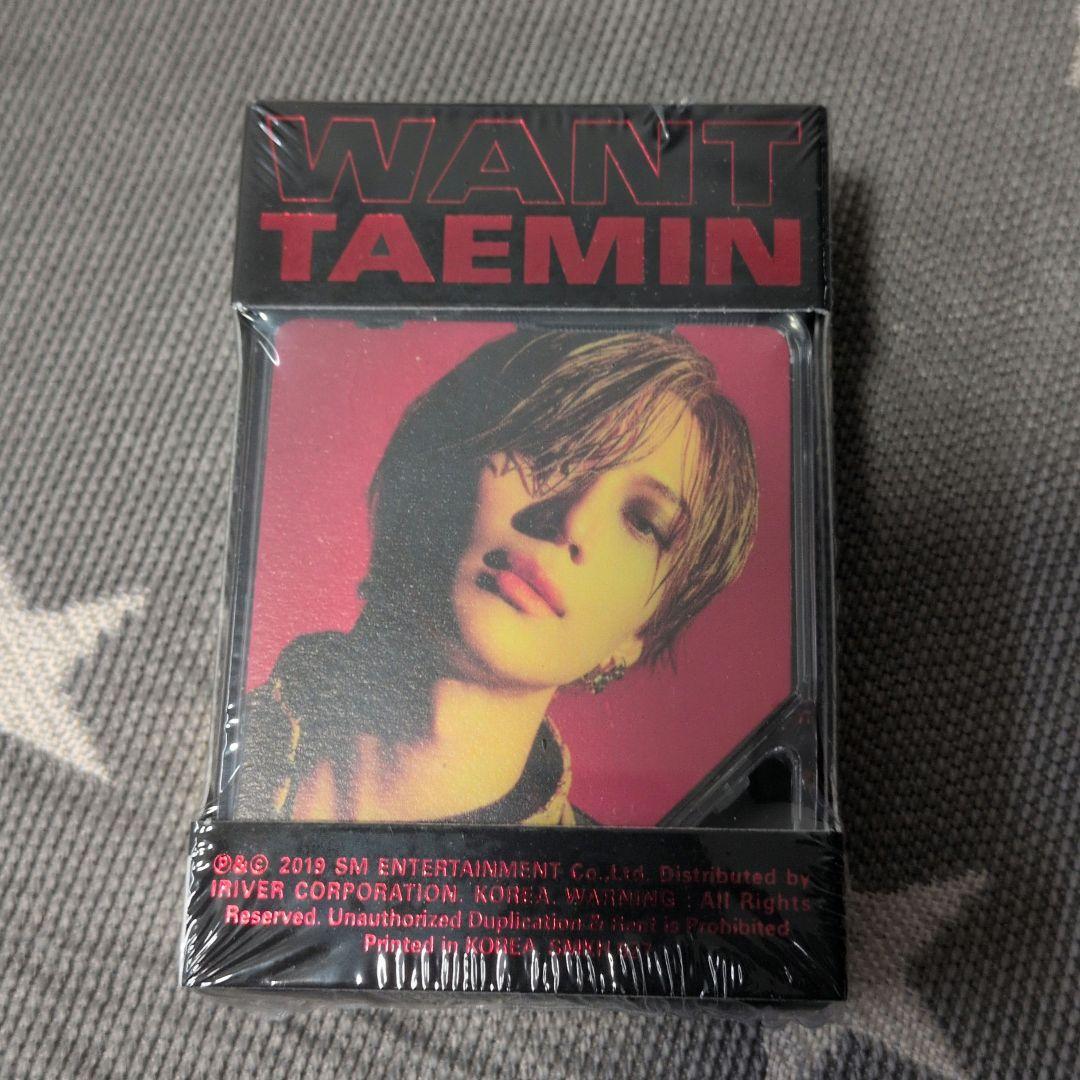 WANT
TAEMIN
℗&© 2019 SM ENTERTAINMENT Co.,Ltd. Distributed by
IRIVER CORPORATION. KOREA. WARNING : All Rights
Reserved. Unauthorized Duplication & Rent is Prohibited
Printed in KOREA.